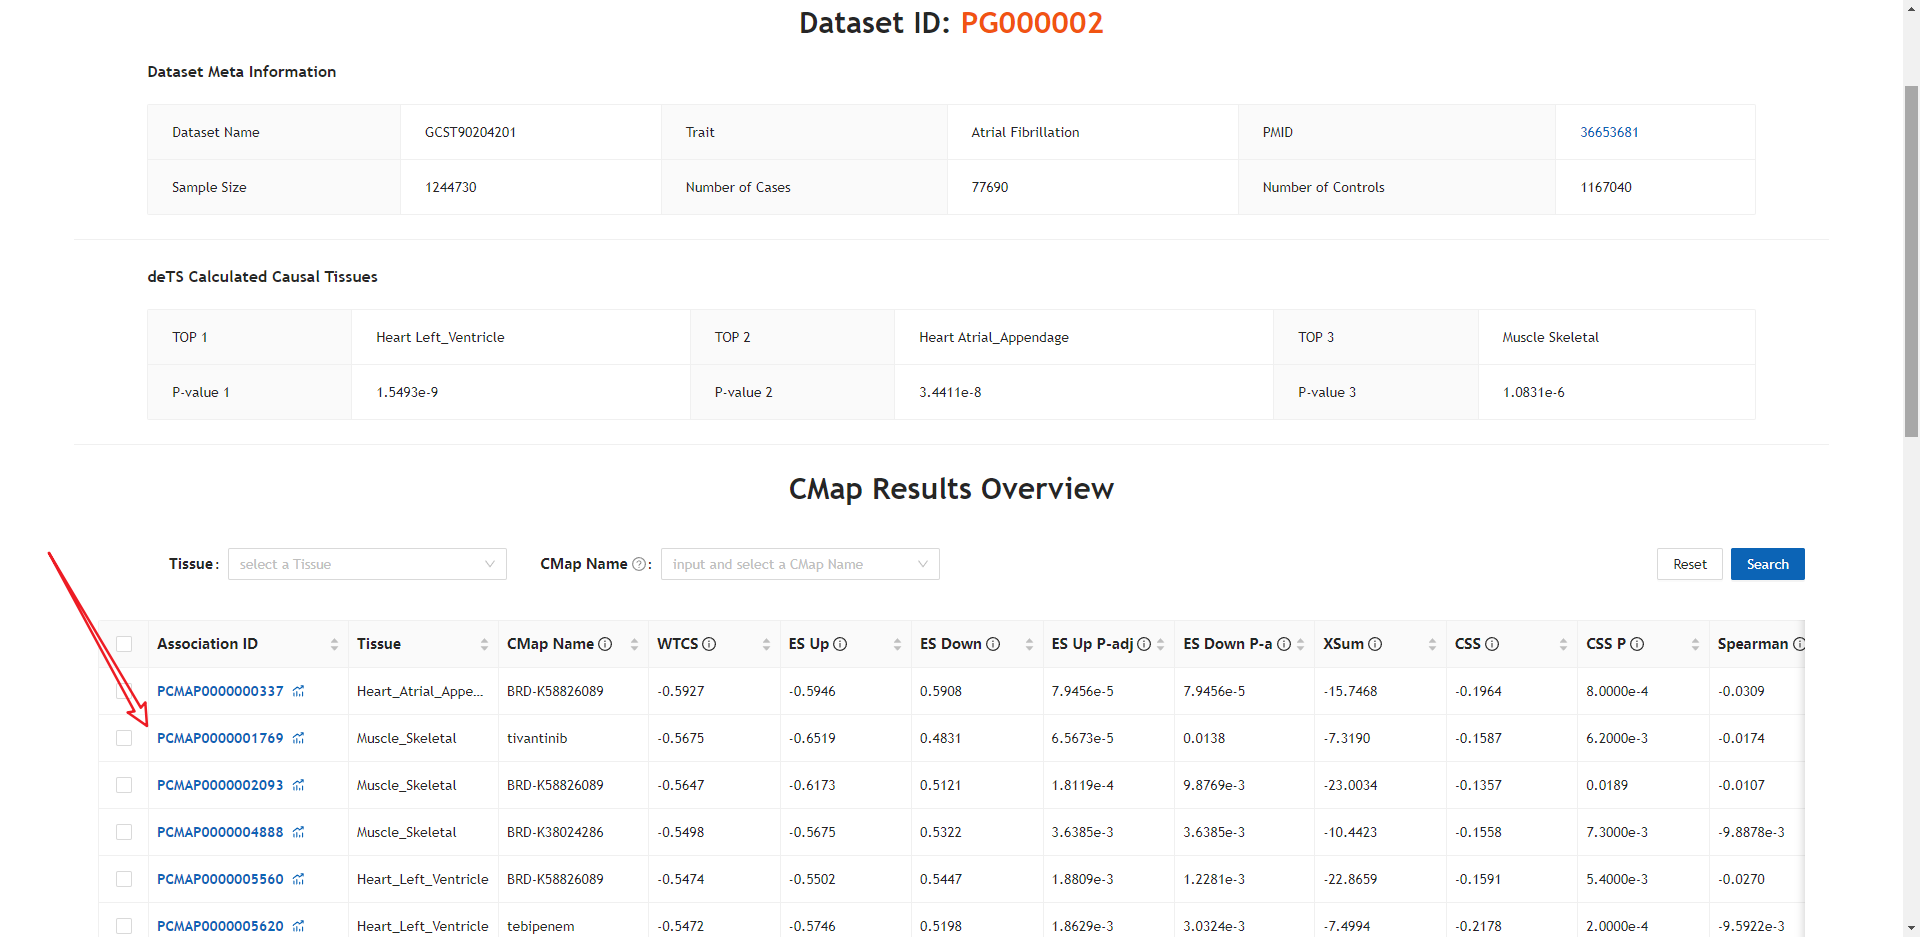 Dataset ID: PG000002
Dataset Meta Information
Dataset Name GCST90204201 Trait Atrial Fibrillation PMID 36653681
Sample Size 1244730 Number of Cases 77690 Number of Controls 1167040
deTS Calculated Causal Tissues
TOP 1 Heart Left_Ventricle TOP 2 Heart Atrial_Appendage TOP 3 Muscle Skeletal
P-value 1 1.5493e-9 P-value 2 3.4411e-8 P-value 3 1.0831e-6
CMap Results Overview
Tissue: select a Tissue CMap Name: input and select a CMap Name Reset Search
Association ID Tissue CMap Name WTCS ES Up ES Down ES Up P-adj ES Down P-a XSum CSS CSS P Spearman
PCMAP0000000337 Heart_Atrial_Appe... BRD-K58826089 -0.5927 -0.5946 0.5908 7.9456e-5 7.9456e-5 -15.7468 -0.1964 8.0000e-4 -0.0309
PCMAP0000001769 Muscle_Skeletal tivantinib -0.5675 -0.6519 0.4831 6.5673e-5 0.0138 -7.3190 -0.1587 6.2000e-3 -0.0174
PCMAP0000002093 Muscle_Skeletal BRD-K58826089 -0.5647 -0.6173 0.5121 1.8119e-4 9.8769e-3 -23.0034 -0.1357 0.0189 -0.0107
PCMAP0000004888 Muscle_Skeletal BRD-K38024286 -0.5498 -0.5675 0.5322 3.6385e-3 3.6385e-3 -10.4423 -0.1558 7.3000e-3 -9.8878e-3
PCMAP0000005560 Heart_Left_Ventricle BRD-K58826089 -0.5474 -0.5502 0.5447 1.8809e-3 1.2281e-3 -22.8659 -0.1591 5.4000e-3 -0.0270
PCMAP0000005620 Heart_Left_Ventricle tebipenem -0.5472 -0.5746 0.5198 1.8629e-3 3.0324e-3 -7.4994 -0.2178 2.0000e-4 -9.5922e-3